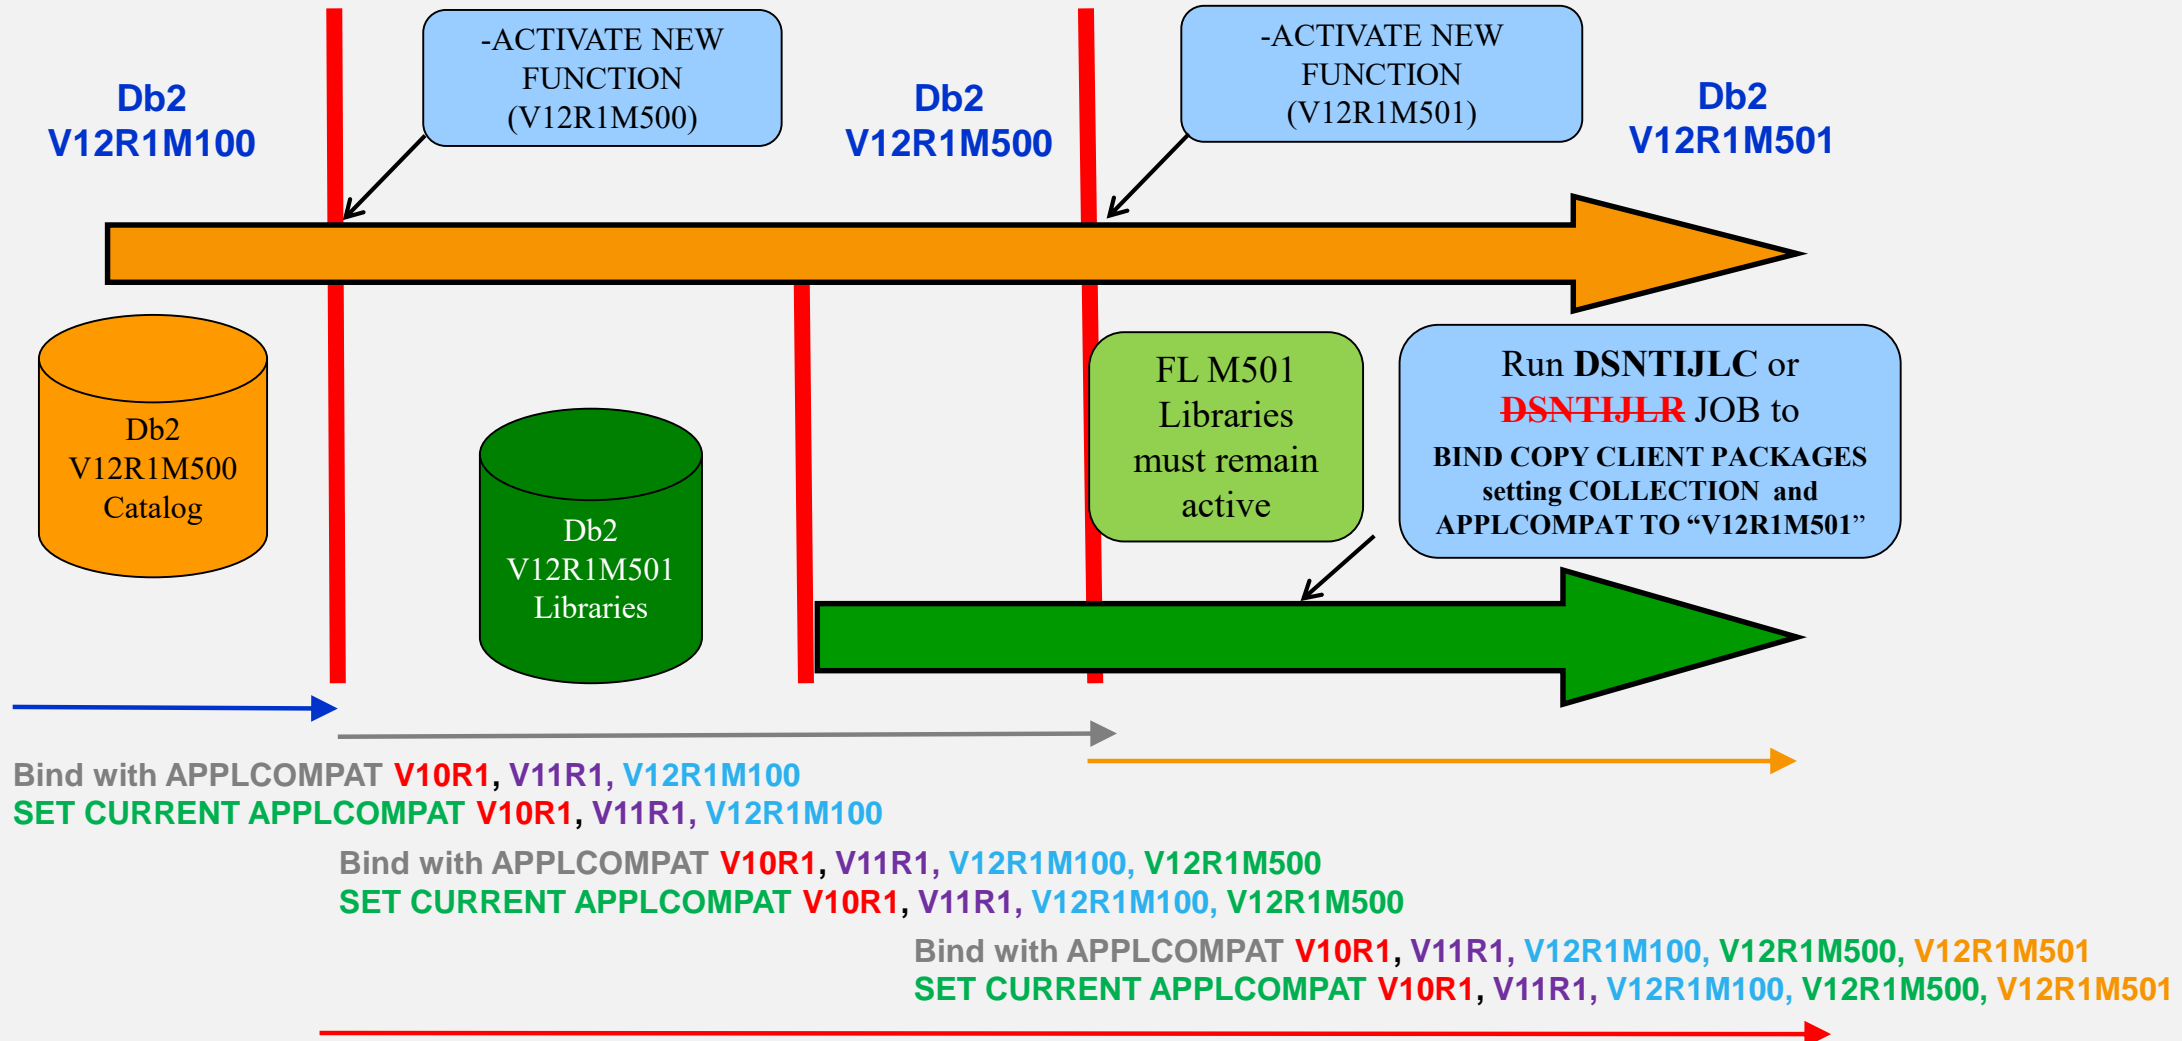 Db2
V12R1M100
-ACTIVATE NEW
FUNCTION
(V12R1M500)
Db2
V12R1M500
-ACTIVATE NEW
FUNCTION
(V12R1M501)
Db2
V12R1M501
Db2
V12R1M500
Catalog
Db2
V12R1M501
Libraries
FL M501
Libraries
must remain
active
Run DSNTIJLC or
DSNTIJLR JOB to
BIND COPY CLIENT PACKAGES
setting COLLECTION and
APPLCOMPAT TO “V12R1M501”
Bind with APPLCOMPAT V10R1, V11R1, V12R1M100
SET CURRENT APPLCOMPAT V10R1, V11R1, V12R1M100
Bind with APPLCOMPAT V10R1, V11R1, V12R1M100, V12R1M500
SET CURRENT APPLCOMPAT V10R1, V11R1, V12R1M100, V12R1M500
Bind with APPLCOMPAT V10R1, V11R1, V12R1M100, V12R1M500, V12R1M501
SET CURRENT APPLCOMPAT V10R1, V11R1, V12R1M100, V12R1M500, V12R1M501